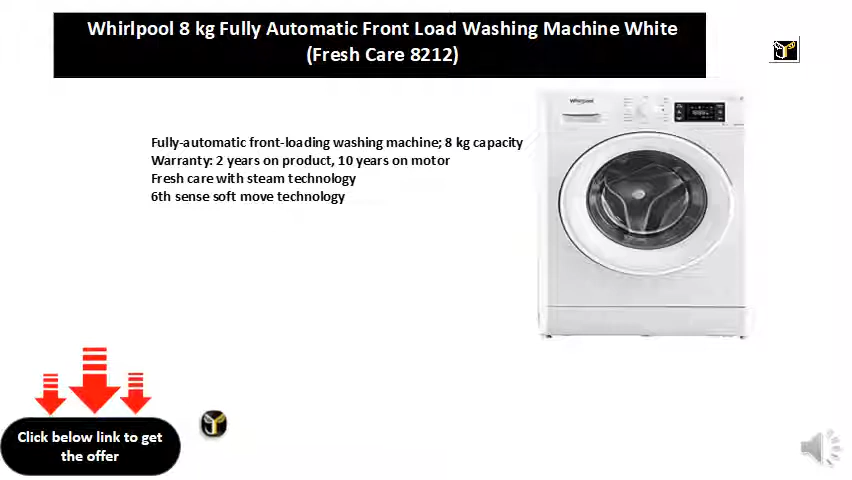 Whirlpool 8 kg Fully Automatic Front Load Washing Machine White
(Fresh Care 8212)
Fully-automatic front-loading washing machine; 8 kg capacity
Warranty: 2 years on product, 10 years on motor
Fresh care with steam technology
6th sense soft move technology
Whirlpool
Click below link to get
the offer